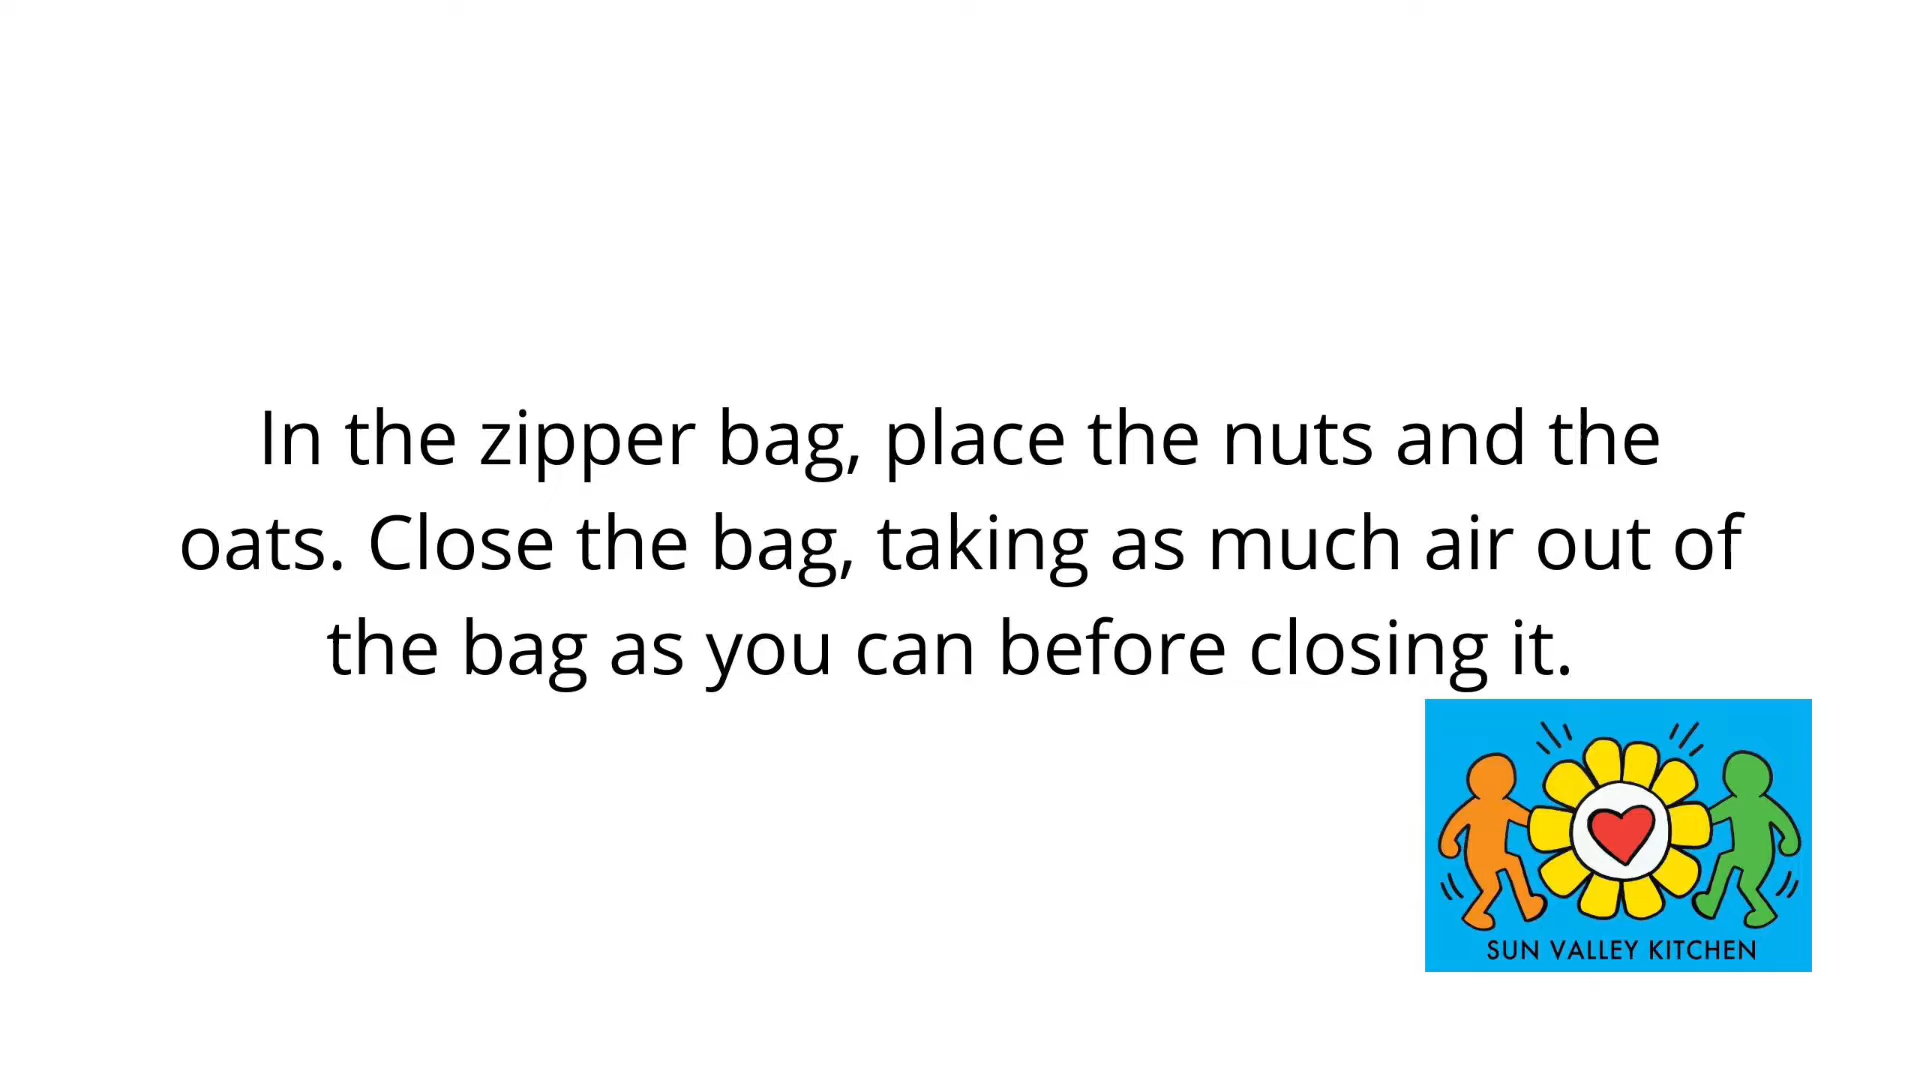 In the zipper bag, place the nuts and the
oats. Close the bag, taking as much air out of
the bag as you can before closing it.
SUN VALLEY KITCHEN